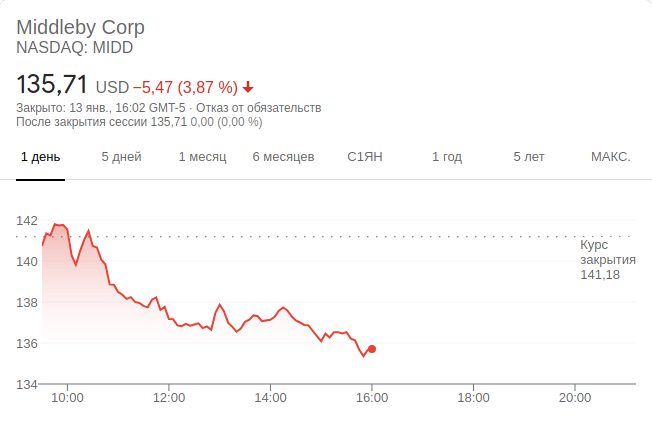 Middleby Corp
NASDAQ: MIDD
135,71 USD −5,47 (3,87 %)
Закрыто: 13 янв., 16:02 GMT-5 · Отказ от обязательств
После закрытия сессии 135,71 0,00 (0,00 %)
1 день 5 дней 1 месяц 6 месяцев С1ЯН 1 год 5 лет МАКС.
142
Курс
закрытия
141,18
140
138
136
134
10:00 12:00 14:00 16:00 18:00 20:00